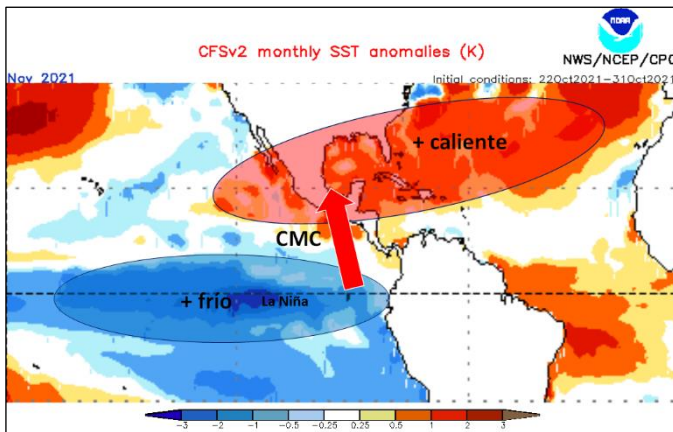 NOAA
CFSv2 monthly SST anomalies (K)
NWS/NCEP/CPC
Nov 2021
Initial conditions: 22Oct2021-31Oct2021
+ caliente
CMC
+ frio
La Niña
-3 -2 -1 -0.5 -0.25 0.25 0.5 1 2 3